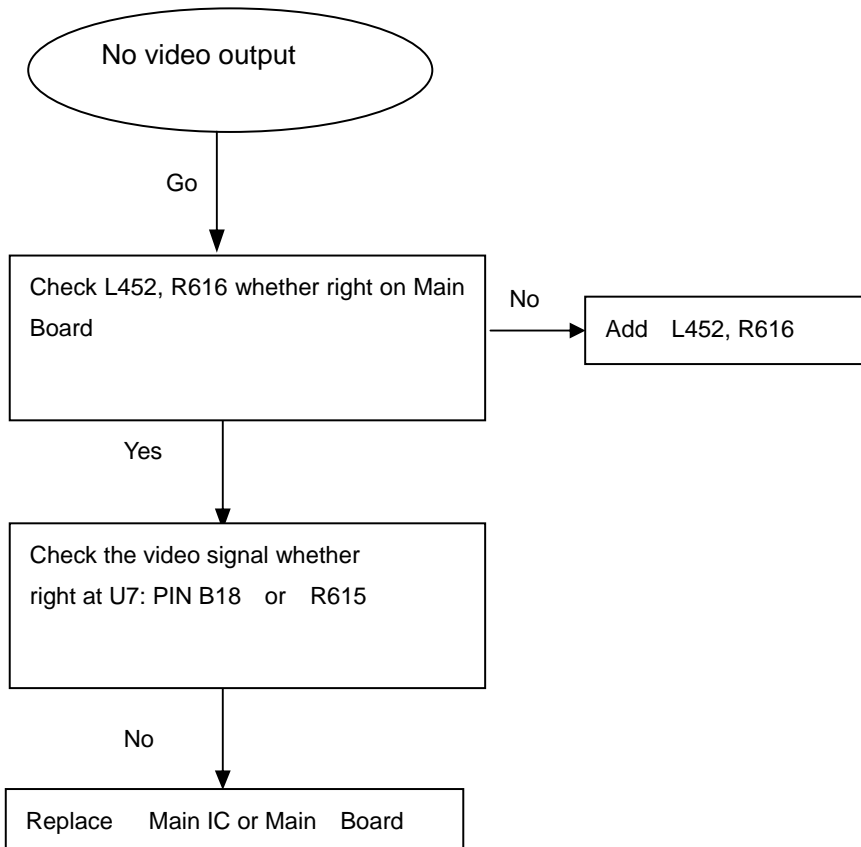 No video output
Go
Check L452, R616 whether right on Main
Board
No
Add L452, R616
Yes
Check the video signal whether
right at U7: PIN B18 or R615
No
Replace Main IC or Main Board